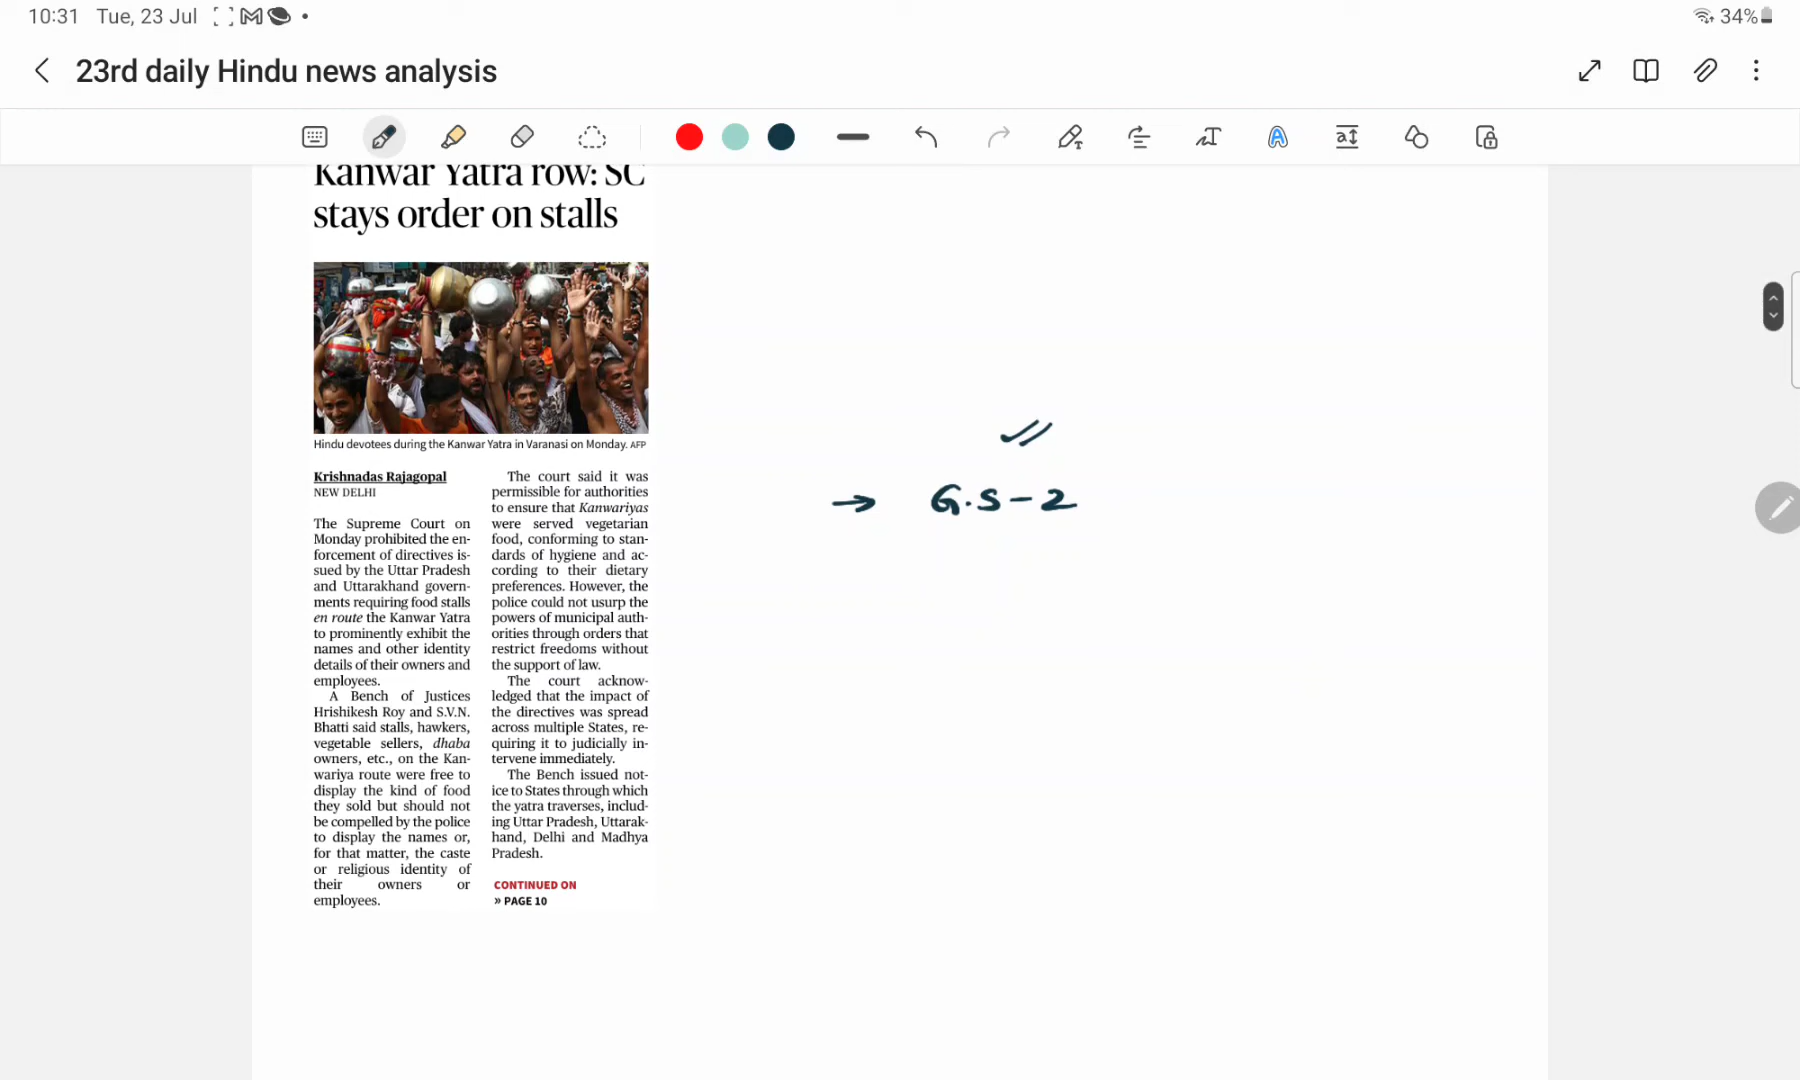 10:31 Tue, 23 Jul
34%
23rd daily Hindu news analysis
Kanwar Yatra row: SC
stays order on stalls
Hindu devotees during the Kanwar Yatra in Varanasi on Monday. AFP
Krishnadas Rajagopal
NEW DELHI
The Supreme Court on
Monday prohibited the en-
forcement of directives is-
sued by the Uttar Pradesh
and Uttarakhand govern-
ments requiring food stalls
en route the Kanwar Yatra
to prominently exhibit the
names and other identity
details of their owners and
employees.
A Bench of Justices
Hrishikesh Roy and S.V.N.
Bhatti said stalls, hawkers,
vegetable sellers, dhaba
owners, etc., on the Kan-
wariya route were free to
display the kind of food
they sold but should not
be compelled by the police
to display the names or,
for that matter, the caste
or religious identity of
their owners or
employees.
The court said it was
permissible for authorities
to ensure that Kanwariyas
were served vegetarian
food, conforming to stan-
dards of hygiene and ac-
cording to their dietary
preferences. However, the
police could not usurp the
powers of municipal auth-
orities through orders that
restrict freedoms without
the support of law.
The court acknow-
ledged that the impact of
the directives was spread
across multiple States, re-
quiring it to judicially in-
tervene immediately.
The Bench issued not-
ice to States through which
the yatra traverses, includ-
ing Uttar Pradesh, Uttarak-
hand, Delhi and Madhya
Pradesh.
CONTINUED ON
» PAGE 10
→ G.S-2